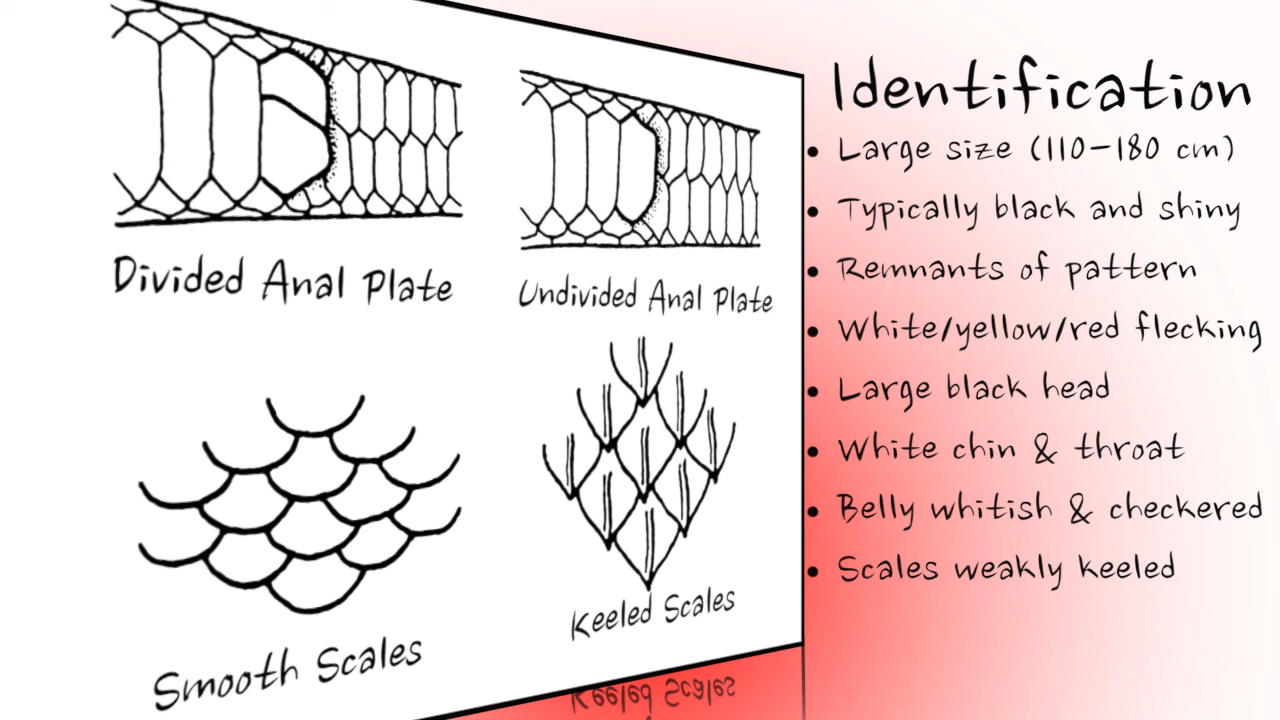 Divided Anal Plate
Undivided Anal Plate
Smooth Scales
Keeled Scales
Keeled Scales
Identification
• Large size (110-180 cm)
• Typically black and shiny
• Remnants of pattern
• White/yellow/red flecking
• Large black head
• White chin & throat
• Belly whitish & checkered
• Scales weakly keeled